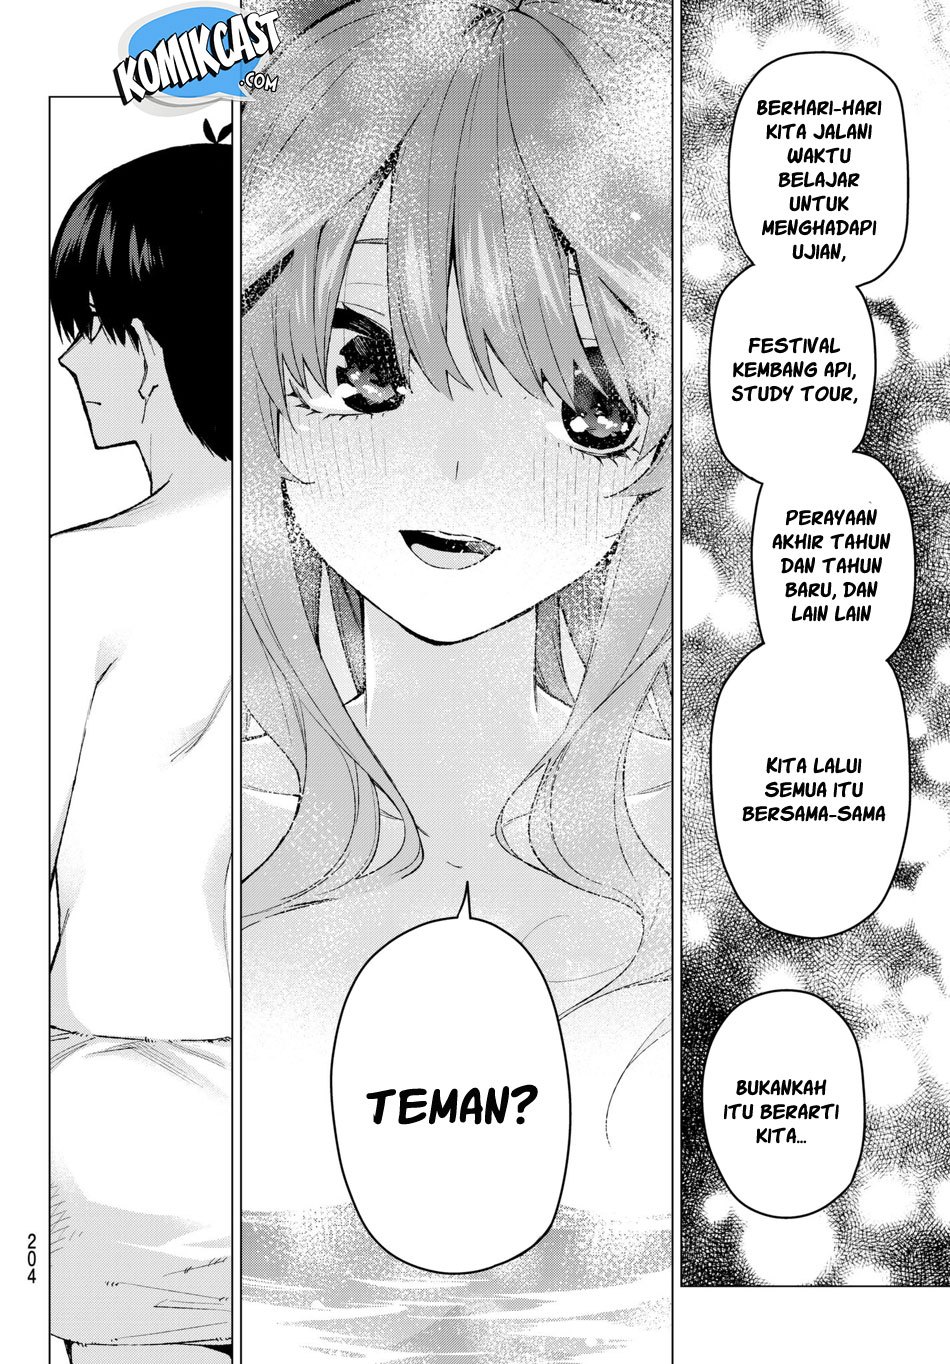 KOMIKCAST
.COM
BERHARI-HARI
KITA JALANI
WAKTU
BELAJAR
UNTUK
MENGHADAPI
UJIAN,
FESTIVAL
KEMBANG API,
STUDY TOUR,
PERAYAAN
AKHIR TAHUN
DAN TAHUN
BARU, DAN
LAIN LAIN
KITA LALUI
SEMUA ITU
BERSAMA-SAMA
BUKANKAH
ITU BERARTI
KITA...
TEMAN?
204